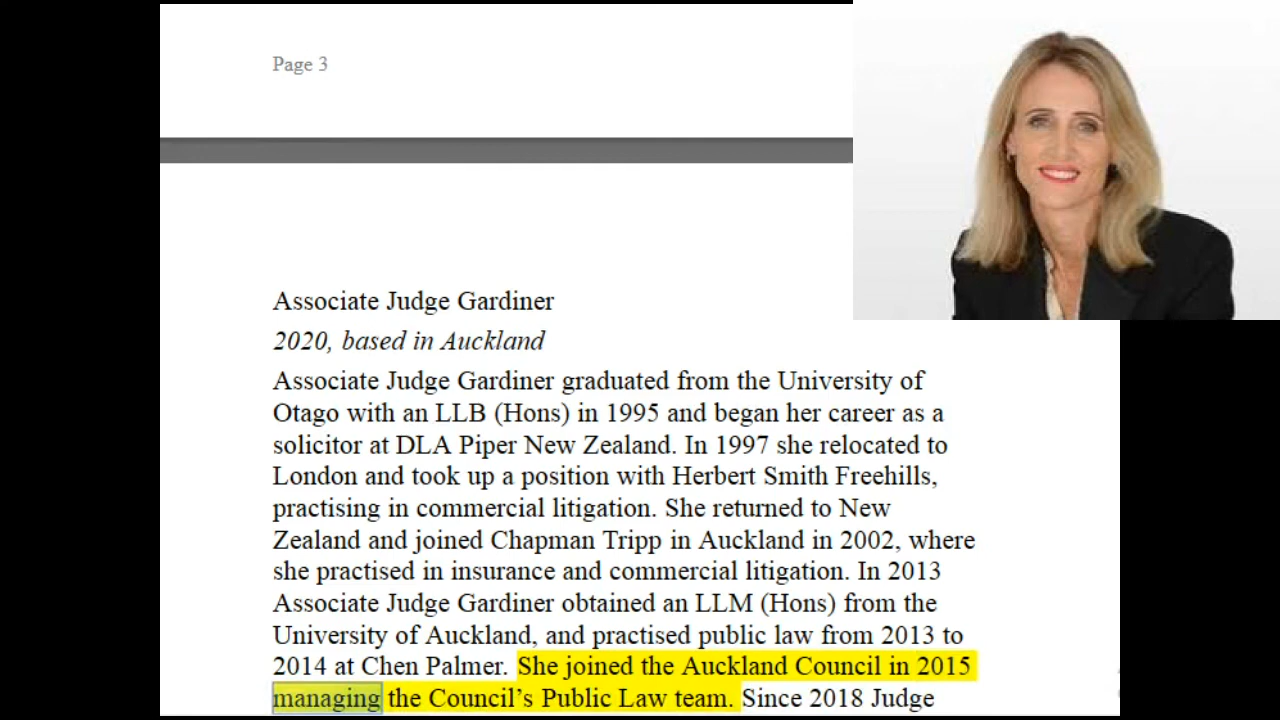 Page 3
Associate Judge Gardiner
2020, based in Auckland
Associate Judge Gardiner graduated from the University of
Otago with an LLB (Hons) in 1995 and began her career as a
solicitor at DLA Piper New Zealand. In 1997 she relocated to
London and took up a position with Herbert Smith Freehills,
practising in commercial litigation. She returned to New
Zealand and joined Chapman Tripp in Auckland in 2002, where
she practised in insurance and commercial litigation. In 2013
Associate Judge Gardiner obtained an LLM (Hons) from the
University of Auckland, and practised public law from 2013 to
2014 at Chen Palmer. She joined the Auckland Council in 2015
managing the Council’s Public Law team. Since 2018 Judge